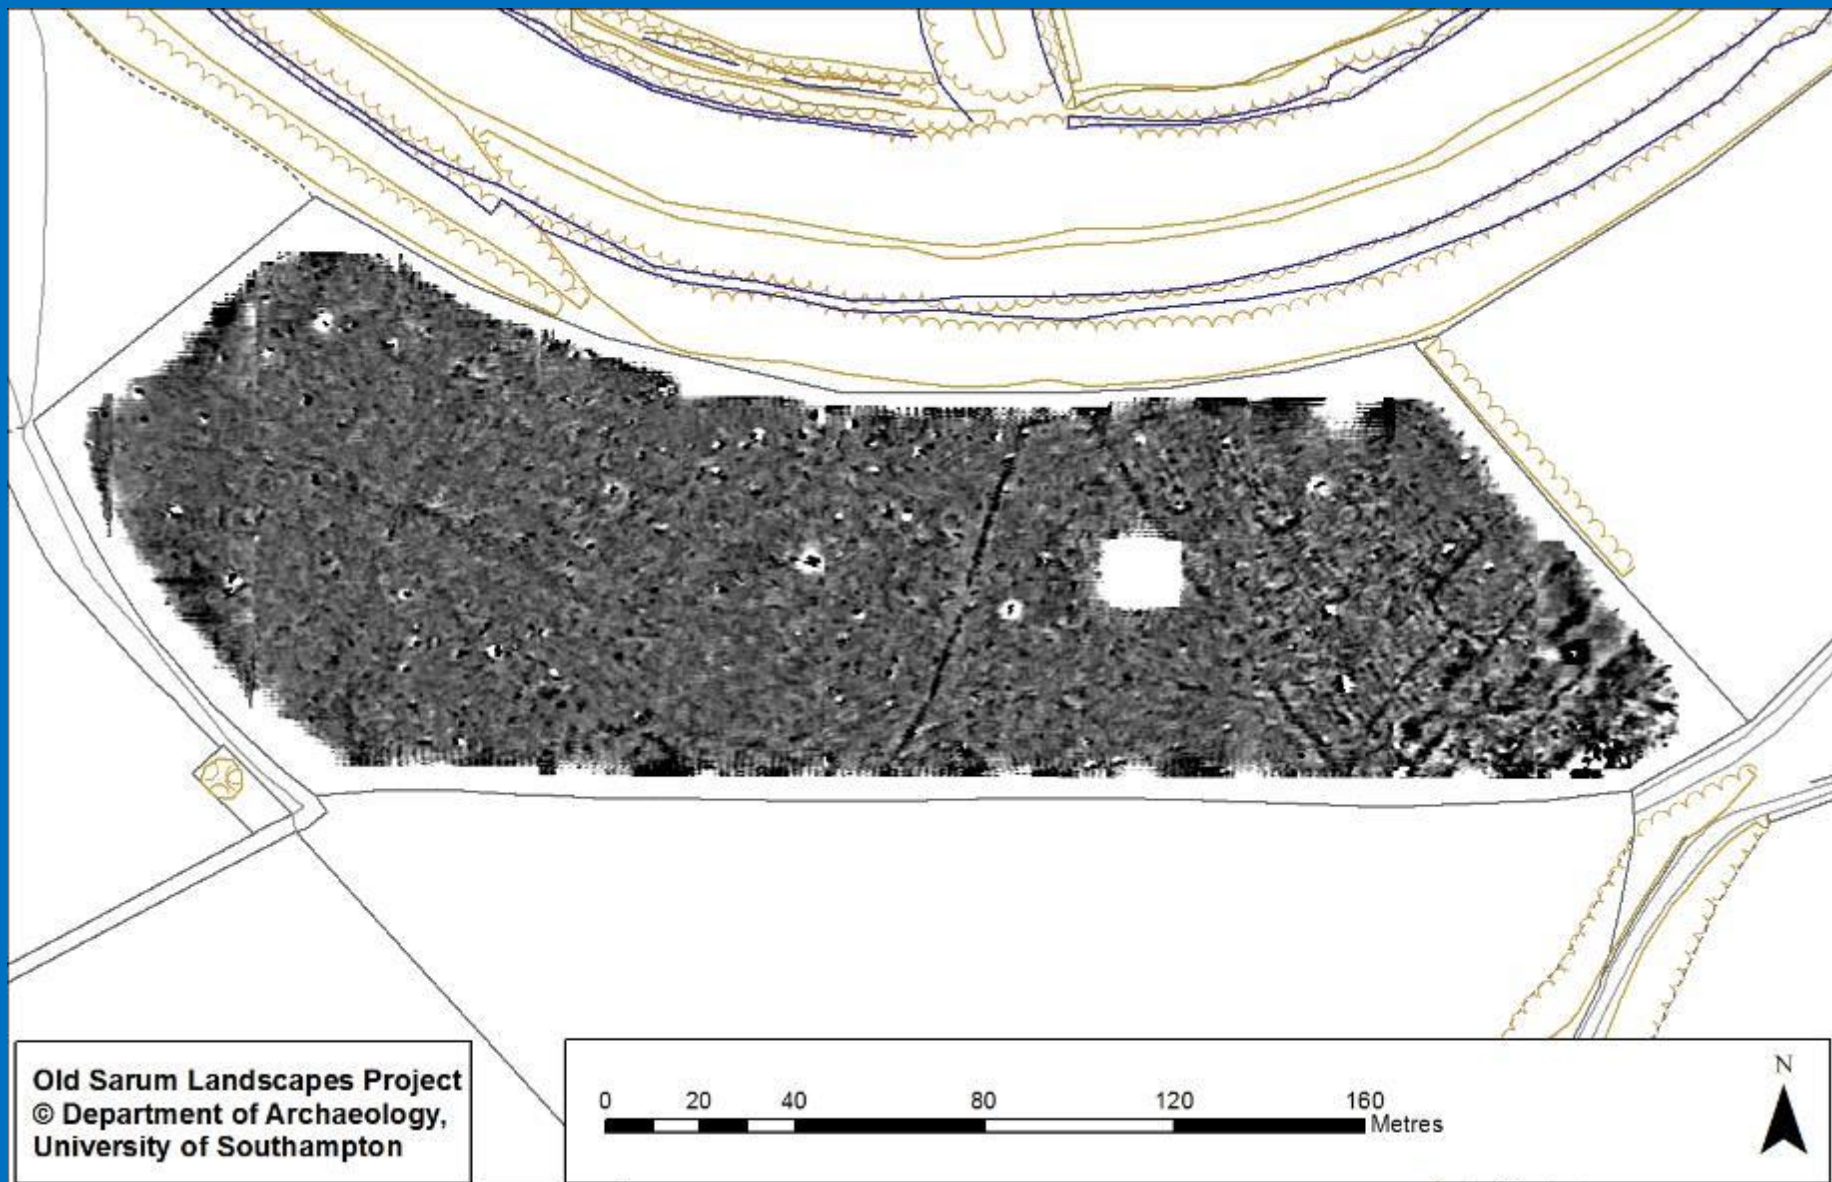 N
Old Sarum Landscapes Project
© Department of Archaeology,
University of Southampton
0 20 40 80 120 160
Metres